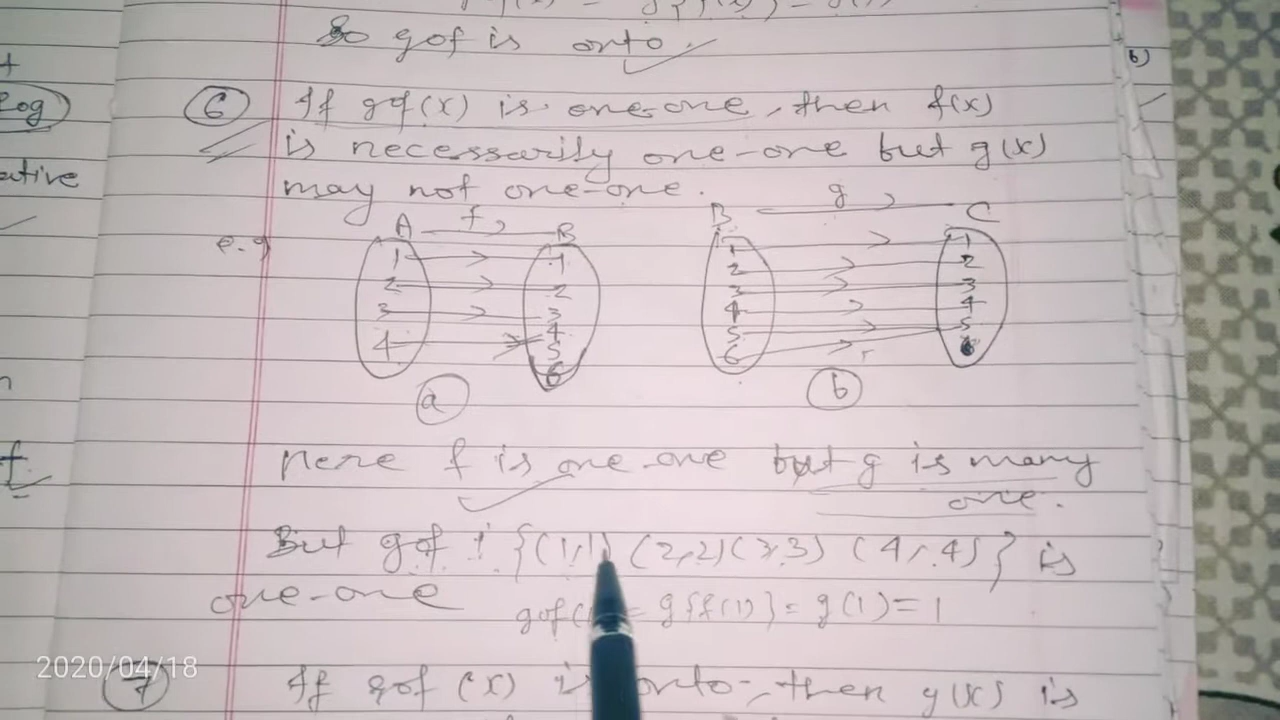 So gof is onto.
6 If gof(x) is one-one, then f(x)
is necessarily one-one but g(x)
may not one-one.
e.g
A f B
1 1
2 2
3 3
4 4
5
6
a
B g C
1 1
2 2
3 3
4 4
5 5
6
b
Here f is one-one but g is many
one.
But gof : {(1,1) (2,2) (3,3) (4,4)} is
one-one
= g{f(1)} = g(1) = 1
7 If gof (x) is onto, then g(x) is
b)
2020/04/18